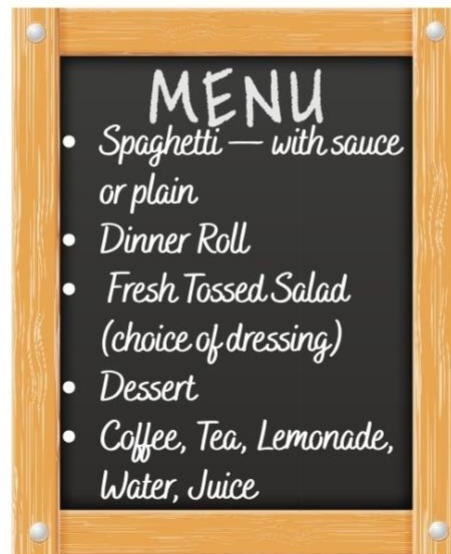 MENU
• Spaghetti — with sauce
or plain
• Dinner Roll
• Fresh Tossed Salad
(choice of dressing)
• Dessert
• Coffee, Tea, Lemonade,
Water, Juice